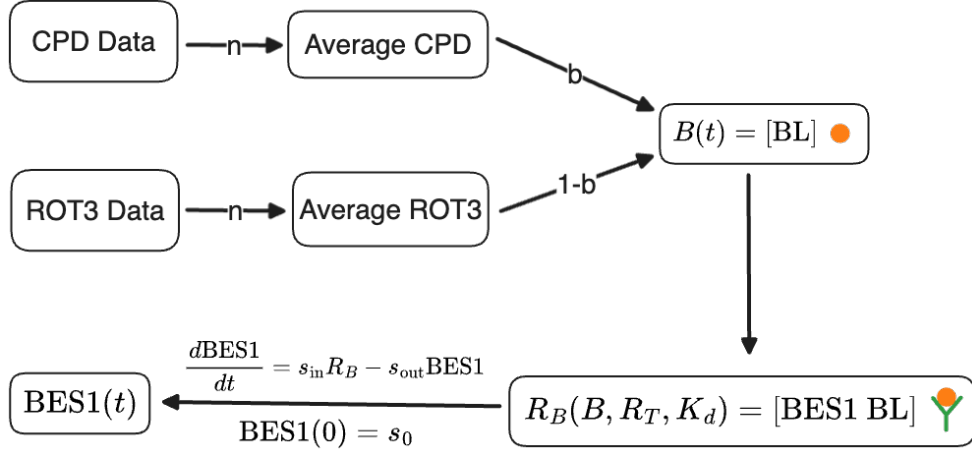 CPD Data
n
Average CPD
b
B(t) = [BL]
ROT3 Data
n
Average ROT3
1-b
dBES1/dt = s_in R_B − s_out BES1
BES1(t)
BES1(0) = s_0
R_B(B, R_T, K_d) = [BES1 BL]